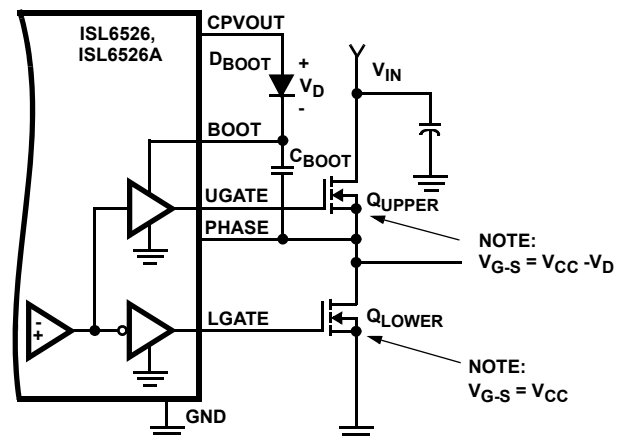 ISL6526,
ISL6526A
CPVOUT
DBOOT
+
VD
-
VIN
BOOT
CBOOT
UGATE
QUPPER
PHASE
NOTE:
VG-S = VCC -VD
-
+
LGATE
QLOWER
NOTE:
VG-S = VCC
GND